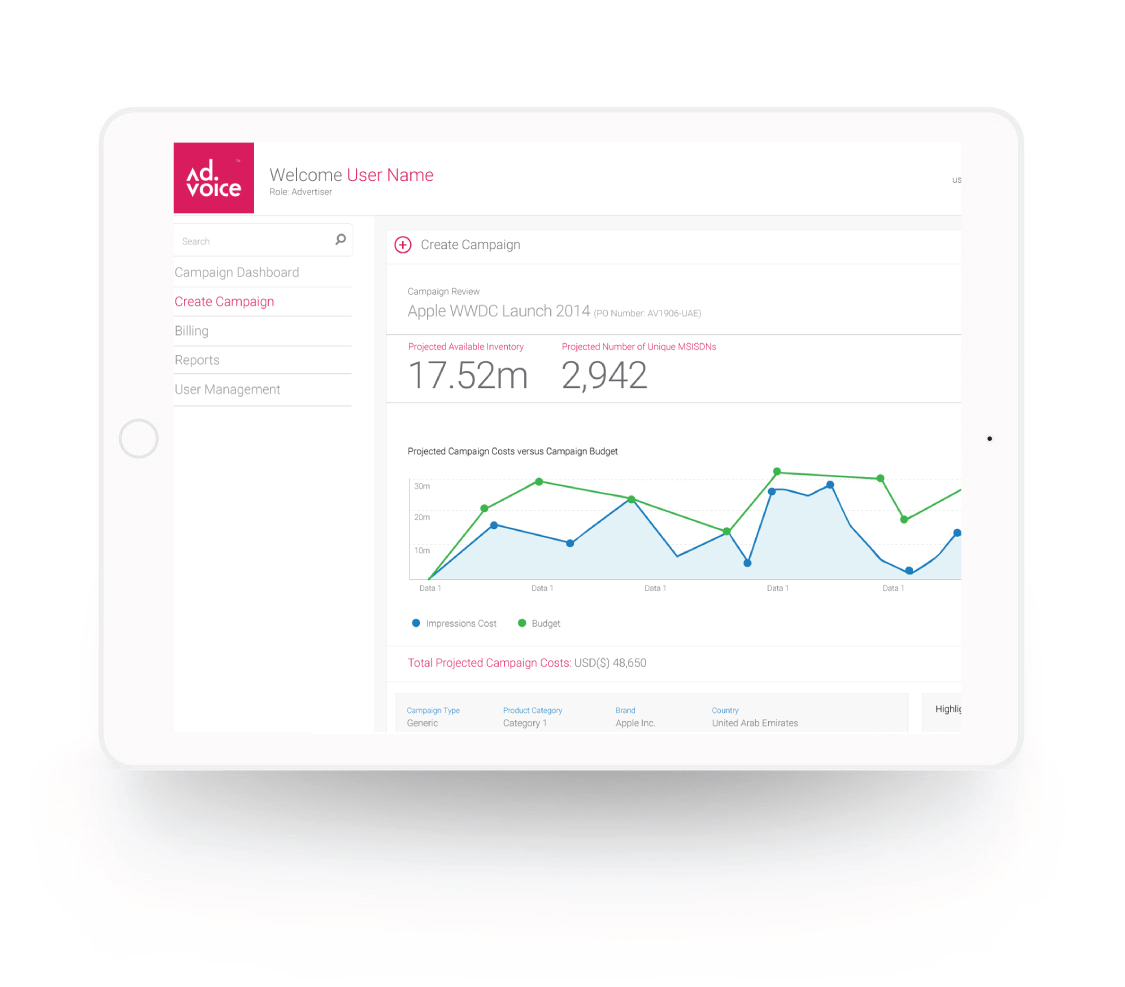 Ad.
voice
Welcome User Name
Role: Advertiser
us
Search
Campaign Dashboard
Create Campaign
Billing
Reports
User Management
Create Campaign
Campaign Review
Apple WWDC Launch 2014 (PO Number: AV1906-UAE)
Projected Available Inventory Projected Number of Unique MSISDNs
17.52m 2,942
Projected Campaign Costs versus Campaign Budget
30m
20m
10m
Data 1 Data 1 Data 1 Data 1 Data 1
Impressions Cost Budget
Total Projected Campaign Costs: USD($) 48,650
Campaign Type Product Category Brand Country
Generic Category 1 Apple Inc. United Arab Emirates
Highlig